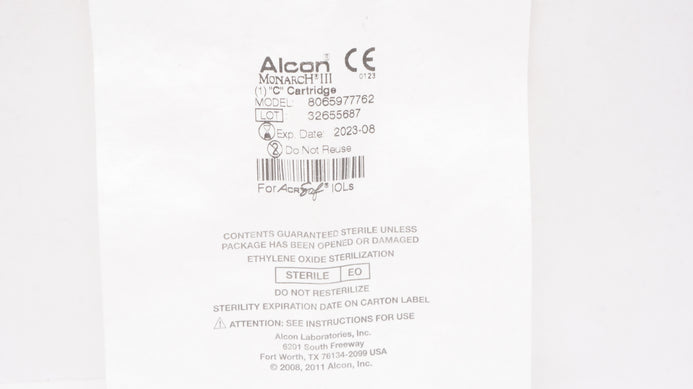 Alcon® CE
MONARCH® III 0123
(1) "C" Cartridge
MODEL: 8065977762
LOT 32655687
Exp. Date: 2023-08
2 Do Not Reuse
For AcrySof® IOLs
CONTENTS GUARANTEED STERILE UNLESS
PACKAGE HAS BEEN OPENED OR DAMAGED
ETHYLENE OXIDE STERILIZATION
STERILE EO
DO NOT RESTERILIZE
STERILITY EXPIRATION DATE ON CARTON LABEL
⚠ ATTENTION: SEE INSTRUCTIONS FOR USE
Alcon Laboratories, Inc.
6201 South Freeway
Fort Worth, TX 76134-2099 USA
© 2008, 2011 Alcon, Inc.